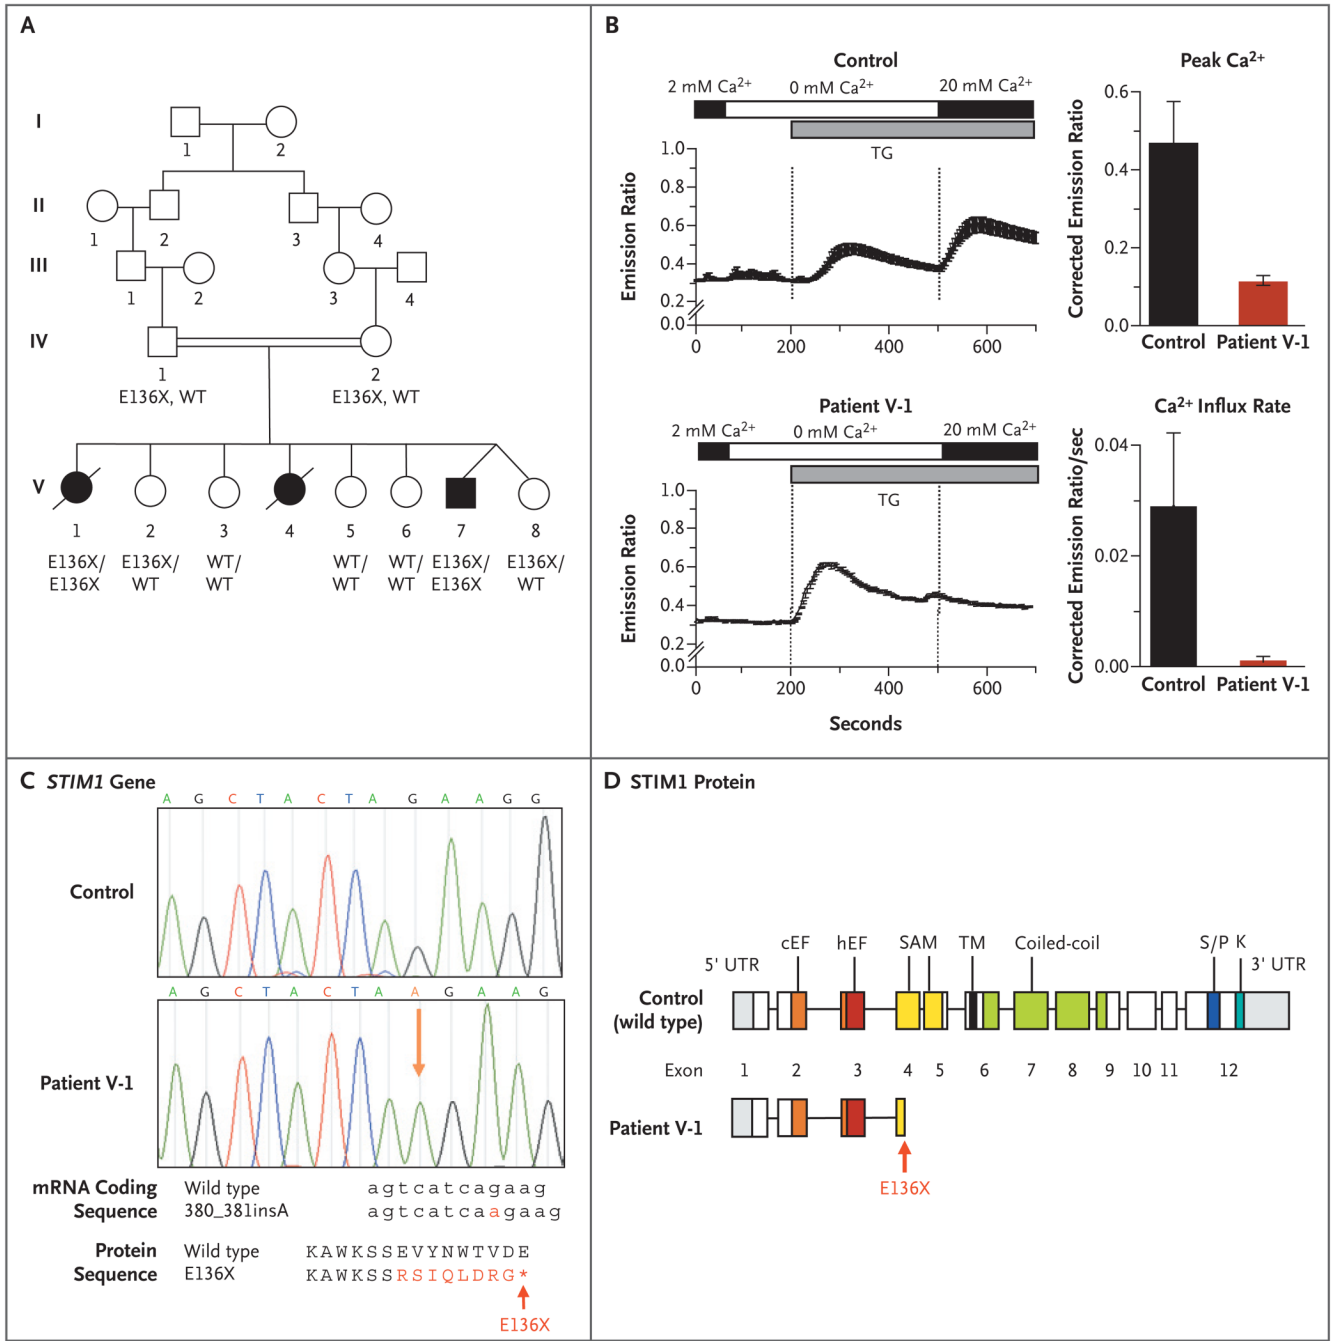 A
I
1 2
II
1 2 3 4
III
1 2 3 4
IV
1 2
E136X, WT E136X, WT
V
1 2 3 4 5 6 7 8
E136X/ E136X/ WT/ WT/ WT/ E136X/ E136X/
E136X WT WT WT WT E136X WT
B
Control
2 mM Ca²⁺ 0 mM Ca²⁺ 20 mM Ca²⁺
TG
Emission Ratio
1.0
0.8
0.6
0.4
0.2
0.0
0 200 400 600
Peak Ca²⁺
Corrected Emission Ratio
0.6
0.4
0.2
0.0
Control Patient V-1
Patient V-1
2 mM Ca²⁺ 0 mM Ca²⁺ 20 mM Ca²⁺
TG
Emission Ratio
1.0
0.8
0.6
0.4
0.2
0.0
0 200 400 600
Seconds
Ca²⁺ Influx Rate
Corrected Emission Ratio/sec
0.04
0.02
0.00
Control Patient V-1
C STIM1 Gene
A G C T A C T A G A A G G
Control
A G C T A C T A A G A A G
Patient V-1
mRNA Coding Wild type agtcatcagaag
Sequence 380_381insA agtcatcaagaag
Protein Wild type KAWKSSEVYNWTVDE
Sequence E136X KAWKSSRSIQLDRG*
E136X
D STIM1 Protein
cEF hEF SAM TM Coiled-coil S/P K
5' UTR 3' UTR
Control
(wild type)
Exon 1 2 3 4 5 6 7 8 9 10 11 12
Patient V-1
E136X